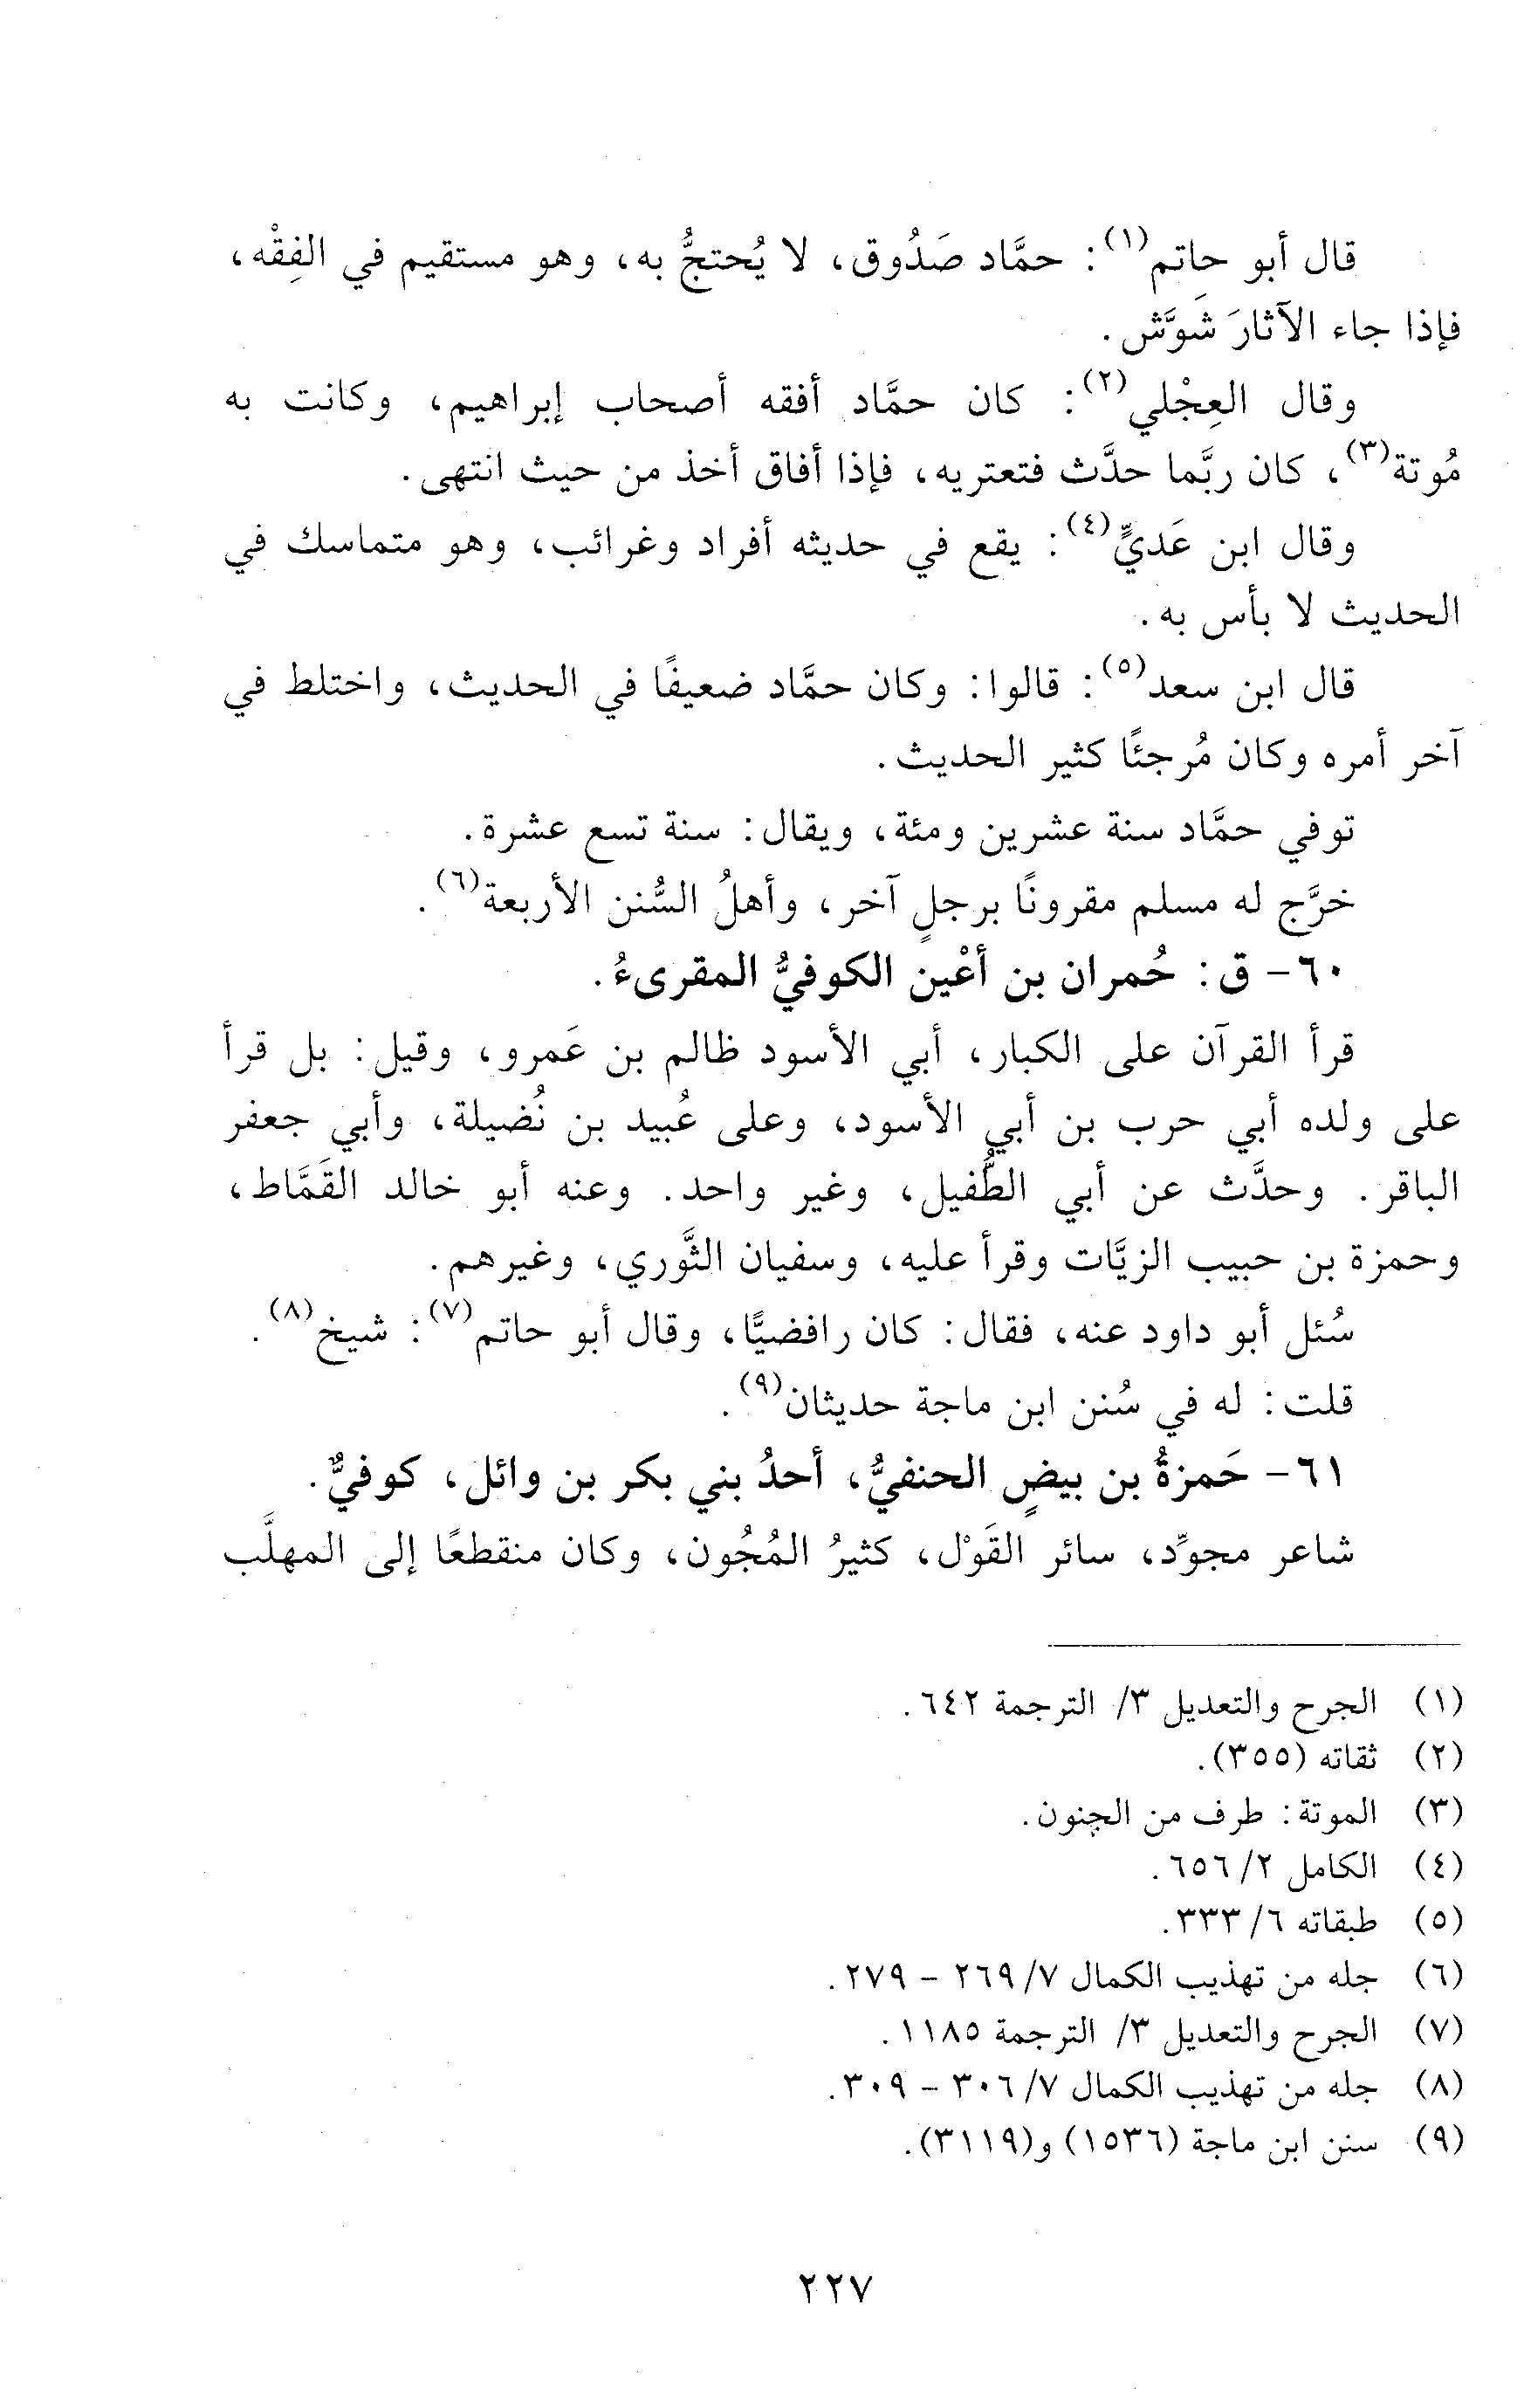 قال أبو حاتم(١): حمَّاد صَدُوق، لا يُحتجُّ به، وهو مستقيم في الفِقْه،
فإذا جاء الآثارَ شَوَّش.
وقال العِجْلي(٢): كان حمَّاد أفقه أصحاب إبراهيم، وكانت به
مُوتة(٣)، كان ربَّما حدَّث فتعتريه، فإذا أفاق أخذ من حيث انتهى.
وقال ابن عَديٍّ(٤): يقع في حديثه أفراد وغرائب، وهو متماسك في
الحديث لا بأس به.
قال ابن سعد(٥): قالوا: وكان حمَّاد ضعيفًا في الحديث، واختلط في
آخر أمره وكان مُرجئًا كثير الحديث.
توفي حمَّاد سنة عشرين ومئة، ويقال: سنة تسع عشرة.
خرَّج له مسلم مقرونًا برجلٍ آخر، وأهلُ السُّنن الأربعة(٦).
٦٠- ق: حُمران بن أعْين الكوفيُّ المقرىءُ.
قرأ القرآن على الكبار، أبي الأسود ظالم بن عَمرو، وقيل: بل قرأ
على ولده أبي حرب بن أبي الأسود، وعلى عُبيد بن نُضيلة، وأبي جعفر
الباقر. وحدَّث عن أبي الطُّفيل، وغير واحد. وعنه أبو خالد القَمَّاط،
وحمزة بن حبيب الزيَّات وقرأ عليه، وسفيان الثَّوري، وغيرهم.
سُئل أبو داود عنه، فقال: كان رافضيًّا، وقال أبو حاتم(٧): شيخ(٨).
قلت: له في سُنن ابن ماجة حديثان(٩).
٦١- حَمزةُ بن بيضٍ الحنفيُّ، أحدُ بني بكر بن وائل، كوفيٌّ.
شاعر مجوِّد، سائر القَوْل، كثيرُ المُجُون، وكان منقطعًا إلى المهلَّب
(١) الجرح والتعديل ٣/ الترجمة ٦٤٢.
(٢) ثقاته (٣٥٥).
(٣) الموتة: طرف من الجنون.
(٤) الكامل ٢/ ٦٥٦.
(٥) طبقاته ٦/ ٣٣٣.
(٦) جله من تهذيب الكمال ٧/ ٢٦٩ - ٢٧٩.
(٧) الجرح والتعديل ٣/ الترجمة ١١٨٥.
(٨) جله من تهذيب الكمال ٧/ ٣٠٦ - ٣٠٩.
(٩) سنن ابن ماجة (١٥٣٦) و(٣١١٩).
٢٢٧